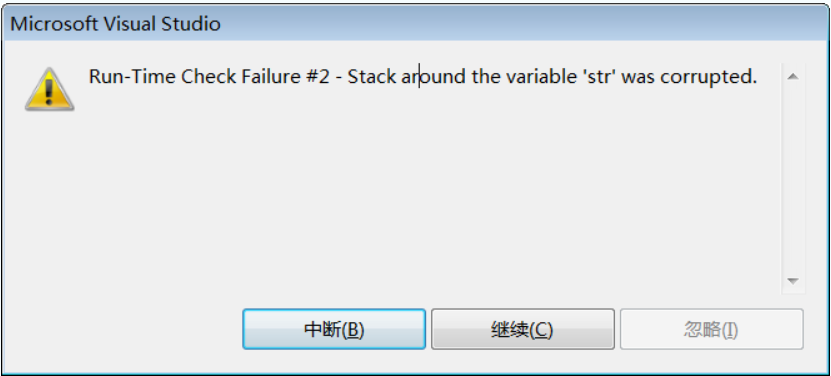 Microsoft Visual Studio
Run-Time Check Failure #2 - Stack around the variable 'str' was corrupted.
中断(B)
继续(C)
忽略(I)